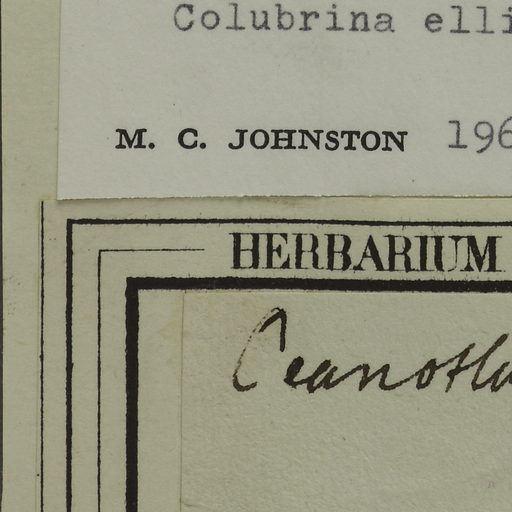 Colubrina elli
M. C. JOHNSTON 196
HERBARIUM
Ceanoth